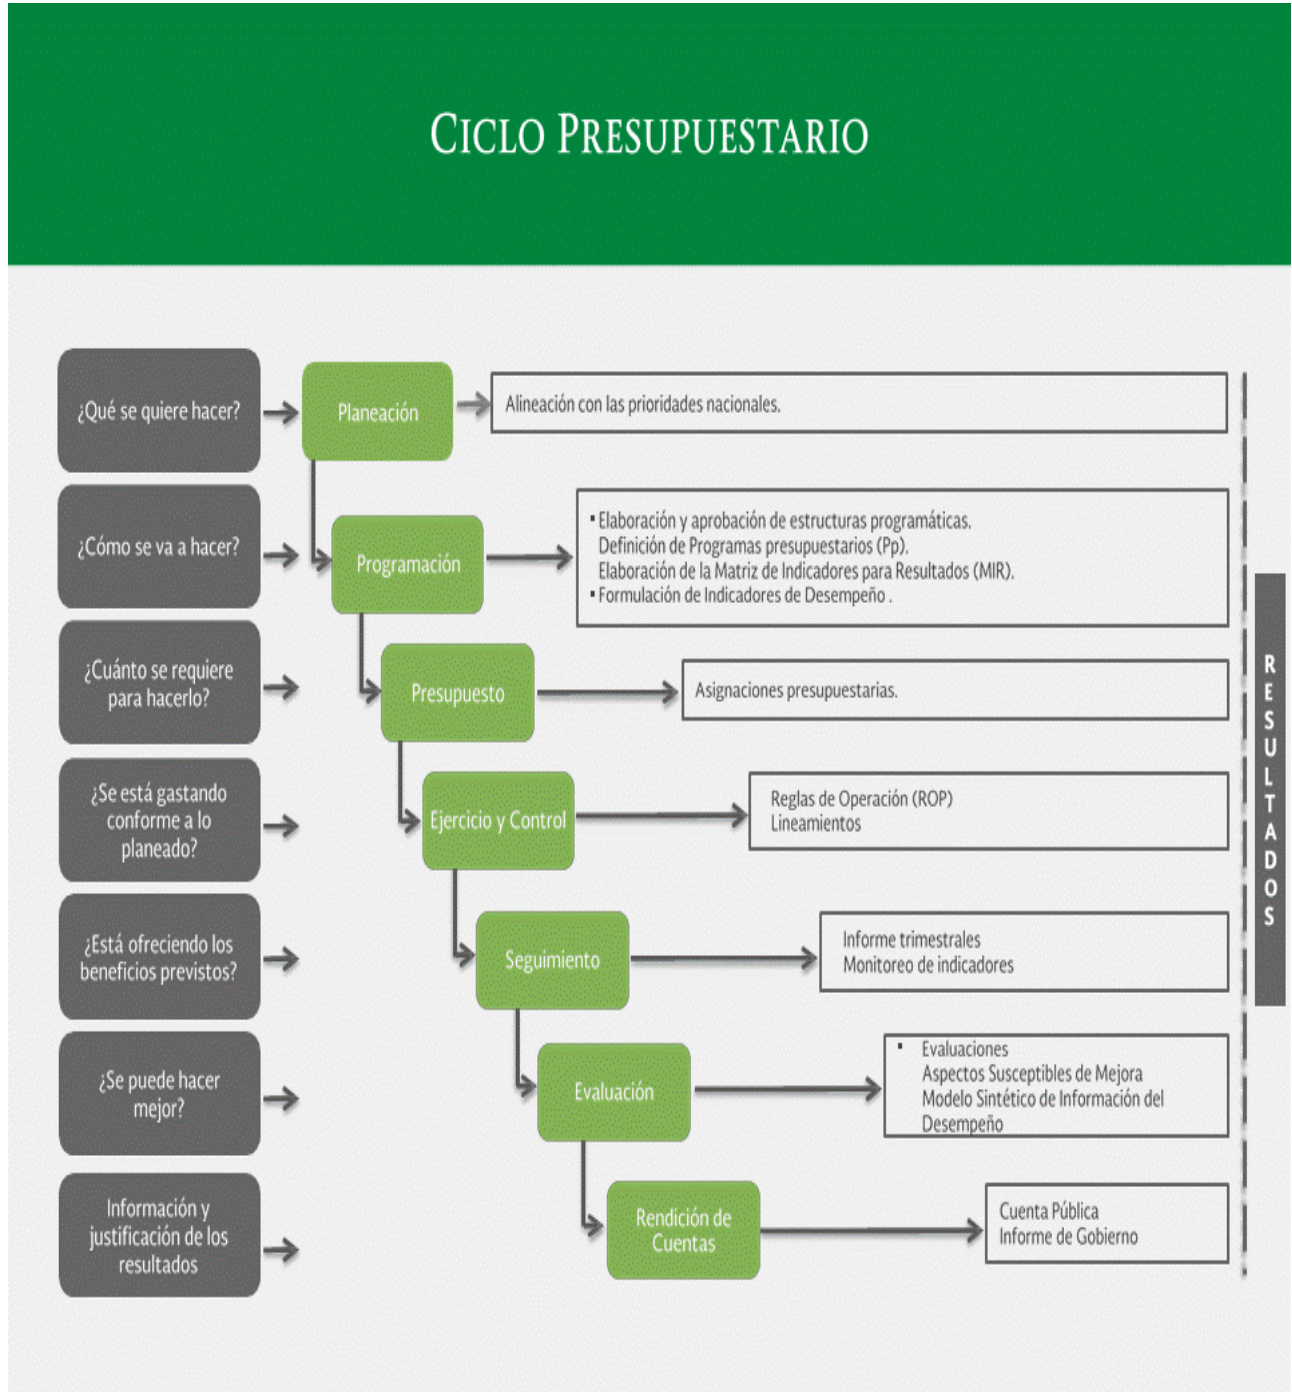 CICLO PRESUPUESTARIO
¿Qué se quiere hacer?
Planeación
Alineación con las prioridades nacionales.
¿Cómo se va a hacer?
Programación
▪ Elaboración y aprobación de estructuras programáticas.
Definición de Programas presupuestarios (Pp).
Elaboración de la Matriz de Indicadores para Resultados (MIR).
▪ Formulación de Indicadores de Desempeño .
¿Cuánto se requiere
para hacerlo?
Presupuesto
Asignaciones presupuestarias.
¿Se está gastando
conforme a lo
planeado?
Ejercicio y Control
Reglas de Operación (ROP)
Lineamientos
¿Está ofreciendo los
beneficios previstos?
Seguimiento
Informe trimestrales
Monitoreo de indicadores
¿Se puede hacer
mejor?
Evaluación
▪ Evaluaciones
Aspectos Susceptibles de Mejora
Modelo Sintético de Información del
Desempeño
Información y
justificación de los
resultados
Rendición de
Cuentas
Cuenta Pública
Informe de Gobierno
RESULTADOS